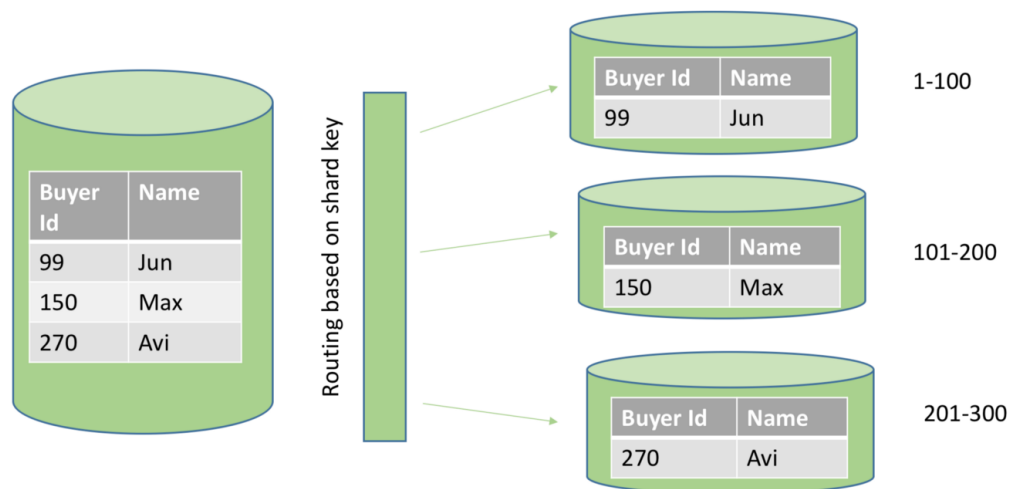 Buyer Id Name
99 Jun
150 Max
270 Avi
Routing based on shard key
Buyer Id Name
99 Jun
1-100
Buyer Id Name
150 Max
101-200
Buyer Id Name
270 Avi
201-300